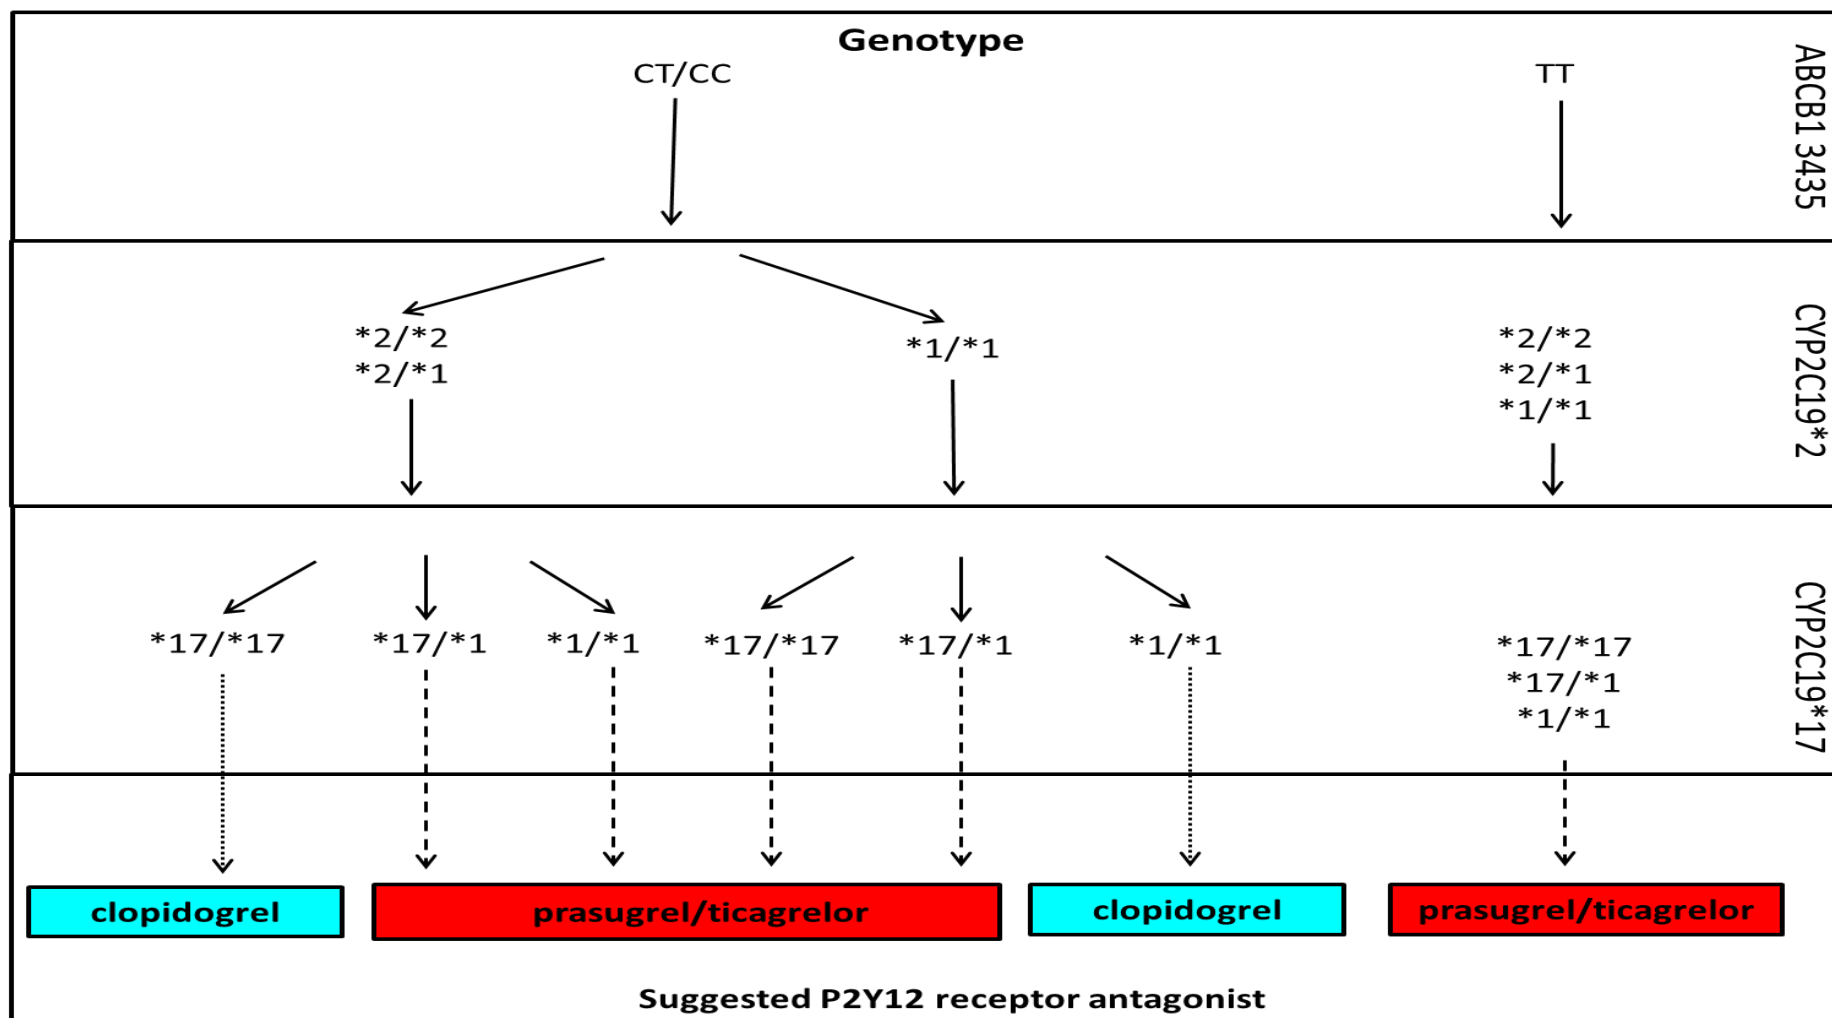 Genotype
CT/CC
TT
ABCB1 3435
*2/*2
*2/*1
*1/*1
*2/*2
*2/*1
*1/*1
CYP2C19*2
*17/*17
*17/*1
*1/*1
*17/*17
*17/*1
*1/*1
*17/*17
*17/*1
*1/*1
CYP2C19*17
clopidogrel
prasugrel/ticagrelor
clopidogrel
prasugrel/ticagrelor
Suggested P2Y12 receptor antagonist